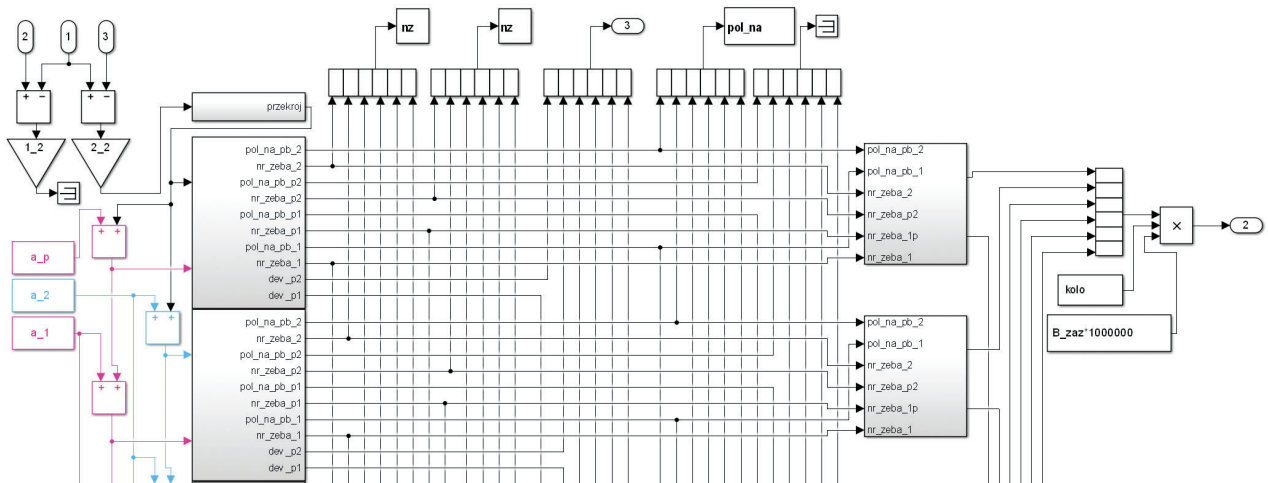 2
1
3
nz
nz
3
pol_na
+ −
+ −
1_2
2_2
przekroj
pol_na_pb_2
nr_zeba_2
pol_na_pb_p2
nr_zeba_p2
pol_na_pb_p1
nr_zeba_p1
pol_na_pb_1
nr_zeba_1
dev _p2
dev _p1
pol_na_pb_2
pol_na_pb_1
nr_zeba_2
nr_zeba_p2
nr_zeba_1p
nr_zeba_1
+ +
a_p
a_2
+ +
a_1
+ +
×
2
kolo
B_zaz*1000000
pol_na_pb_2
nr_zeba_2
pol_na_pb_p2
nr_zeba_p2
pol_na_pb_p1
nr_zeba_p1
pol_na_pb_1
nr_zeba_1
dev _p2
dev _p1
pol_na_pb_2
pol_na_pb_1
nr_zeba_2
nr_zeba_p2
nr_zeba_1p
nr_zeba_1